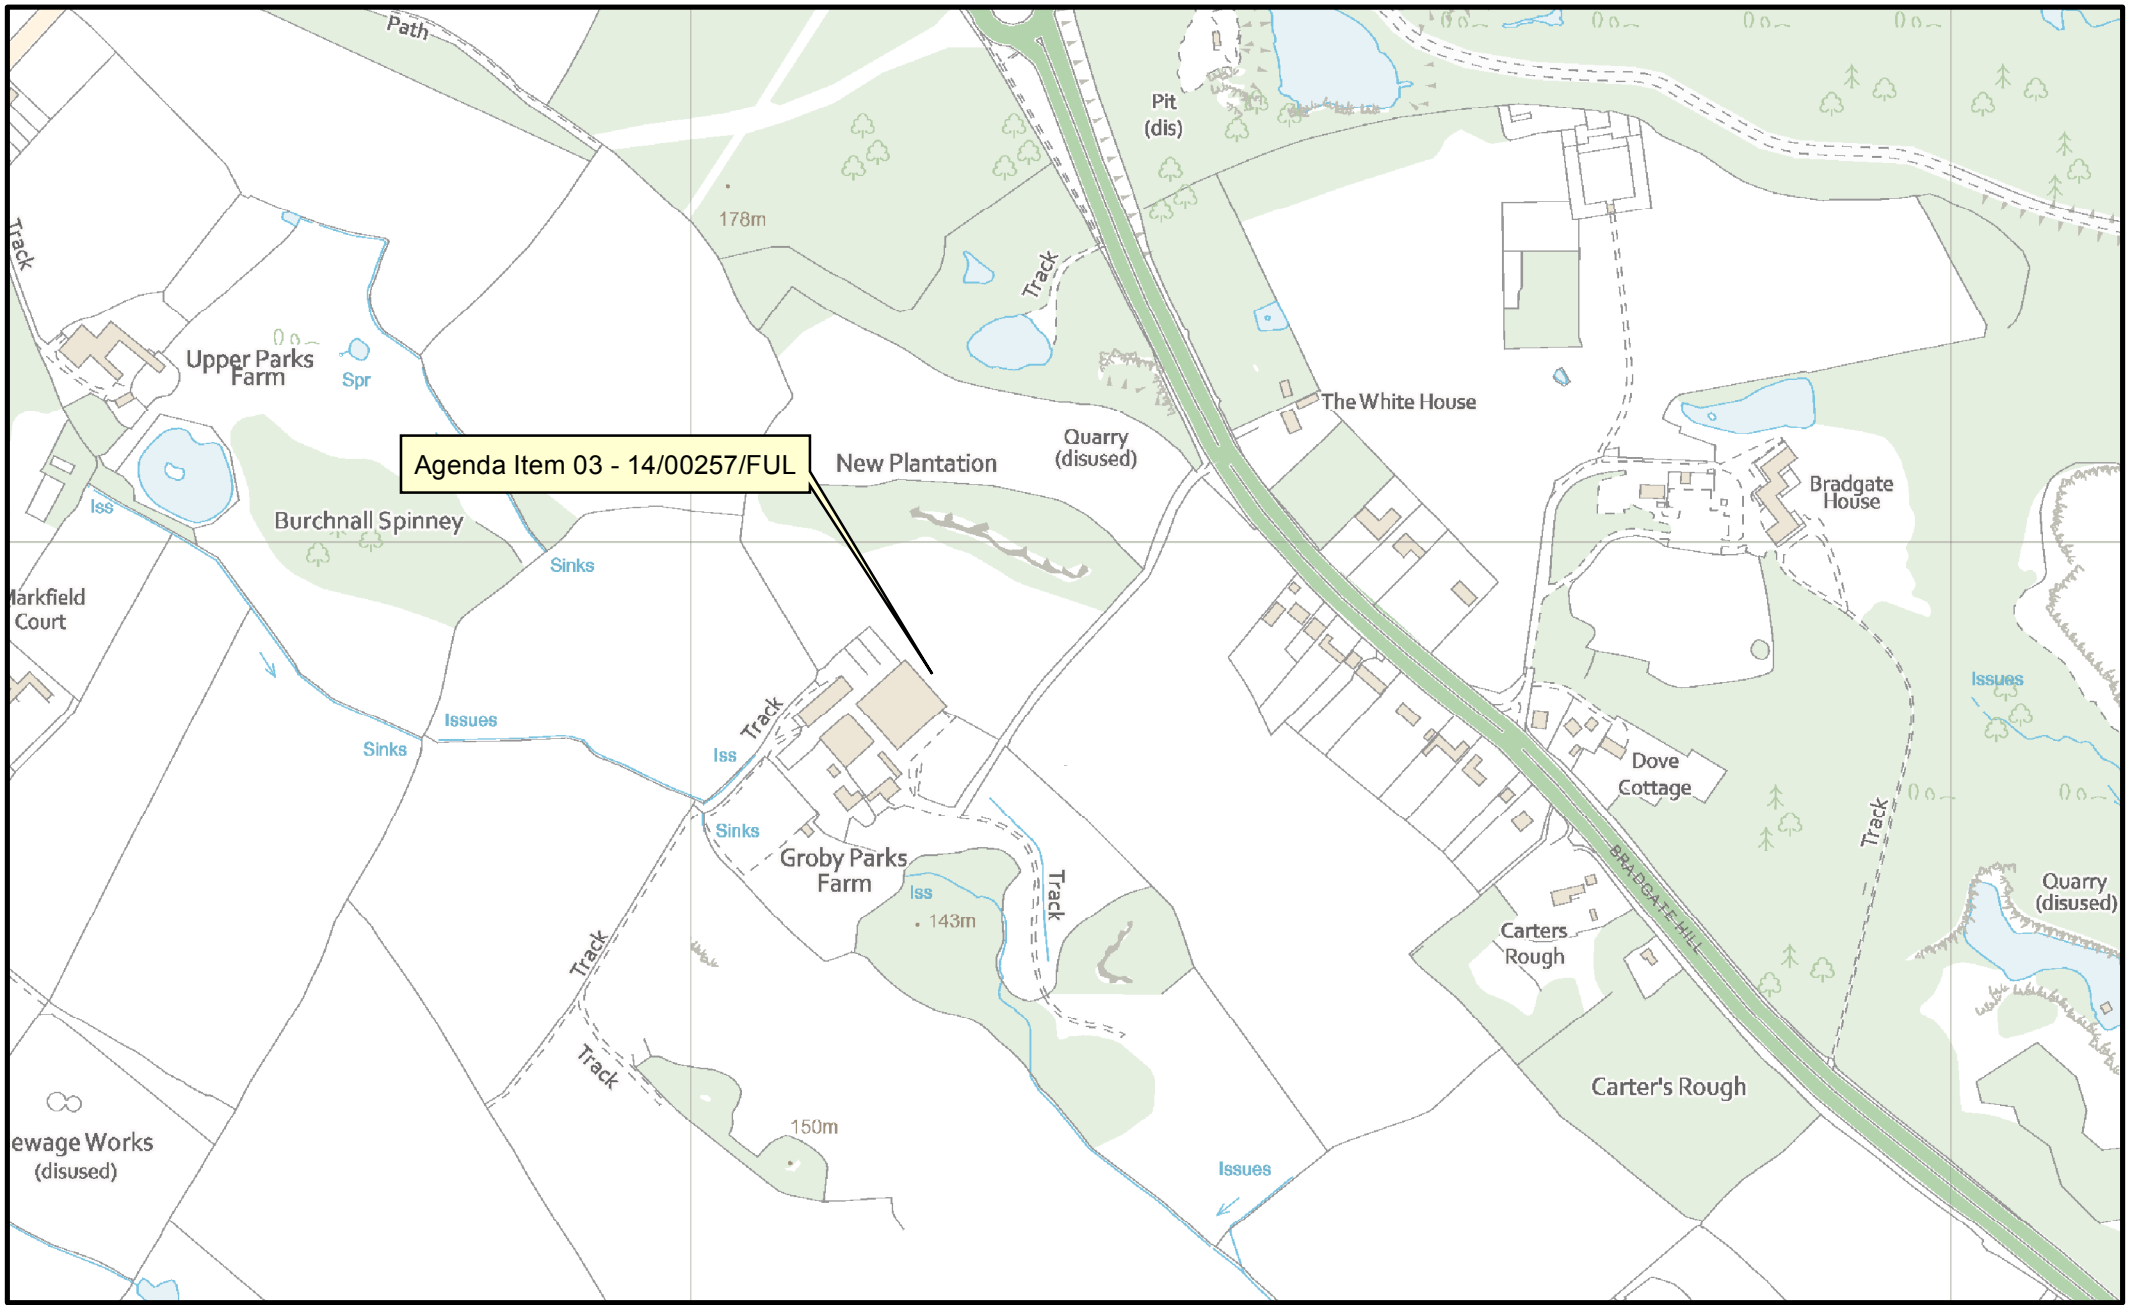 Path
Pit
(dis)
178m
Track
Track
Upper Parks
Farm
Spr
The White House
Agenda Item 03 - 14/00257/FUL
New Plantation
Quarry
(disused)
Bradgate
House
Iss
Burchnall Spinney
Sinks
Markfield
Court
Issues
Issues
Sinks
Track
Iss
Dove
Cottage
Track
Sinks
Groby Parks
Farm
Iss
Track
143m
BRADGATE HILL
Quarry
(disused)
Carters
Rough
Track
Track
Carter's Rough
150m
ewage Works
(disused)
Issues